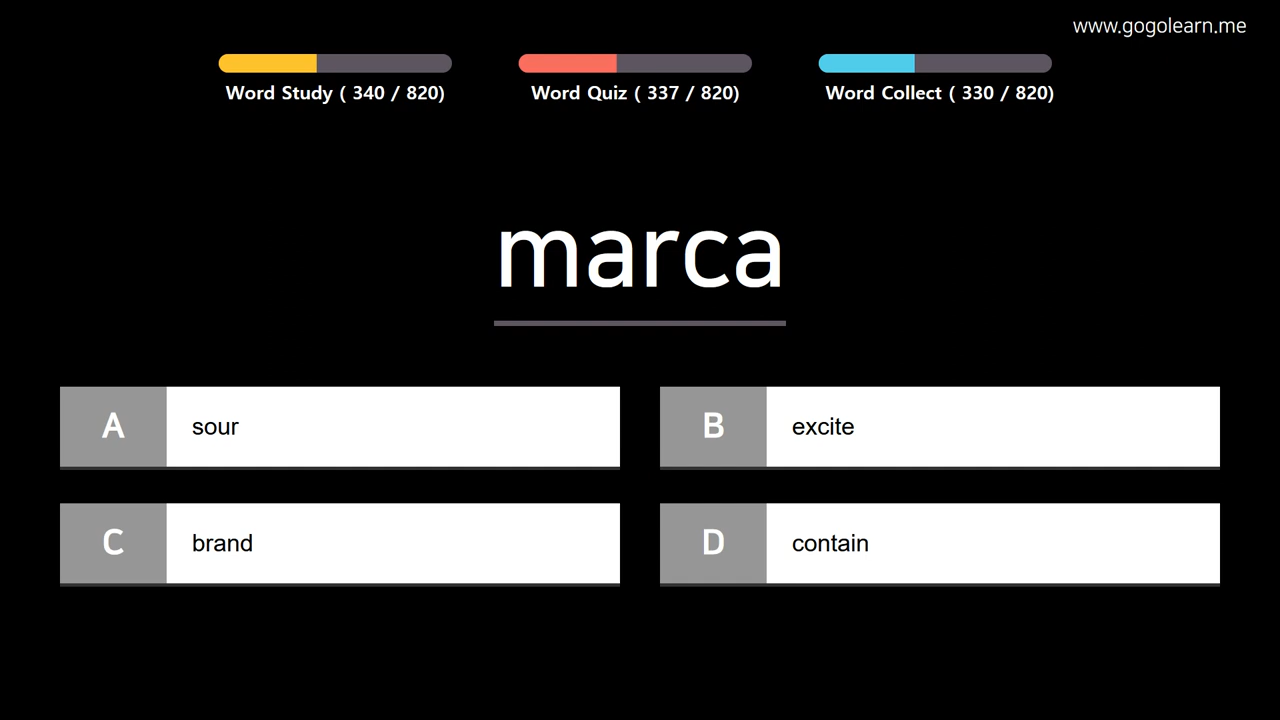 www.gogolearn.me
Word Study ( 340 / 820)
Word Quiz ( 337 / 820)
Word Collect ( 330 / 820)
marca
A sour
B excite
C brand
D contain